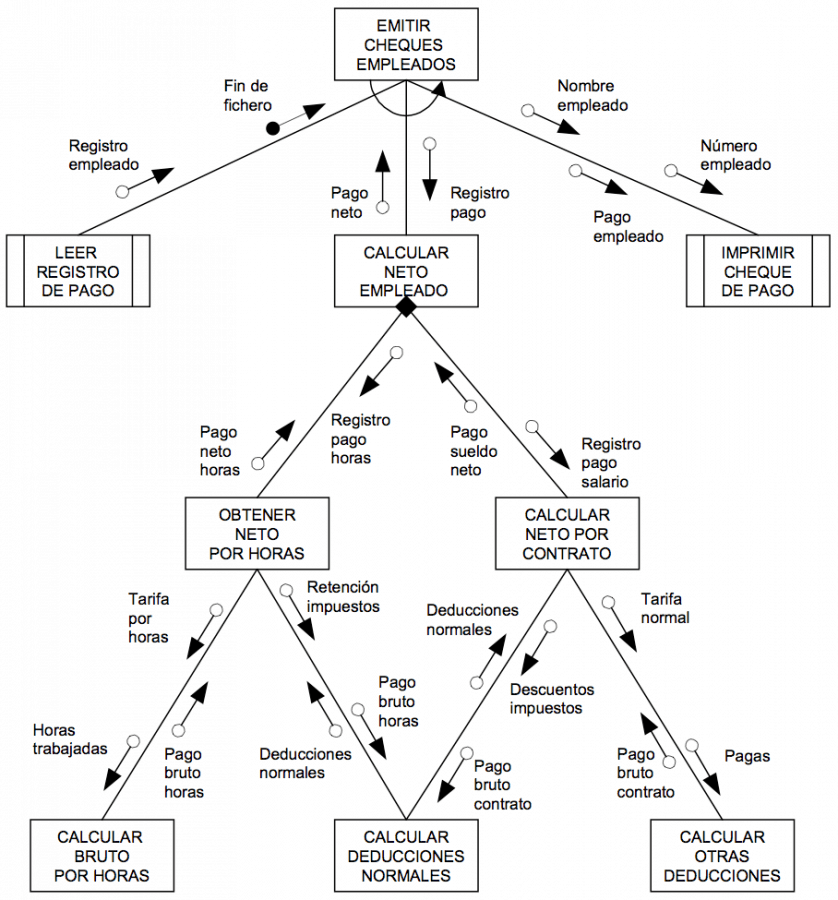 EMITIR
CHEQUES
EMPLEADOS
Fin de
fichero
Nombre
empleado
Registro
empleado
Número
empleado
Pago
neto
Registro
pago
Pago
empleado
LEER
REGISTRO
DE PAGO
CALCULAR
NETO
EMPLEADO
IMPRIMIR
CHEQUE
DE PAGO
Pago
neto
horas
Registro
pago
horas
Pago
sueldo
neto
Registro
pago
salario
OBTENER
NETO
POR HORAS
CALCULAR
NETO POR
CONTRATO
Tarifa
por
horas
Retención
impuestos
Deducciones
normales
Tarifa
normal
Pago
bruto
horas
Descuentos
impuestos
Horas
trabajadas
Pago
bruto
horas
Deducciones
normales
Pago
bruto
contrato
Pago
bruto
contrato
Pagas
CALCULAR
BRUTO
POR HORAS
CALCULAR
DEDUCCIONES
NORMALES
CALCULAR
OTRAS
DEDUCCIONES